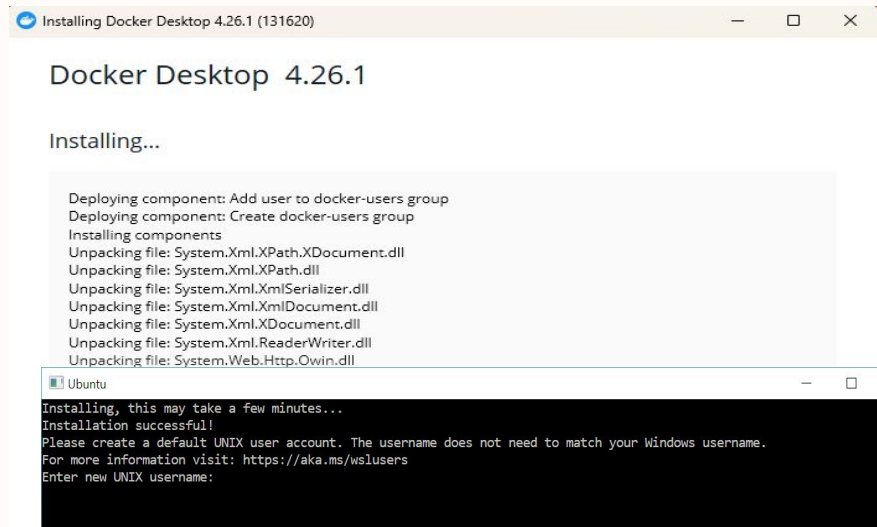 Installing Docker Desktop 4.26.1 (131620)
Docker Desktop 4.26.1
Installing...
Deploying component: Add user to docker-users group
Deploying component: Create docker-users group
Installing components
Unpacking file: System.Xml.XPath.XDocument.dll
Unpacking file: System.Xml.XPath.dll
Unpacking file: System.Xml.XmlSerializer.dll
Unpacking file: System.Xml.XmlDocument.dll
Unpacking file: System.Xml.XDocument.dll
Unpacking file: System.Xml.ReaderWriter.dll
Unpacking file: System.Web.Http.Owin.dll
Ubuntu
Installing, this may take a few minutes...
Installation successful!
Please create a default UNIX user account. The username does not need to match your Windows username.
For more information visit: https://aka.ms/wslusers
Enter new UNIX username: